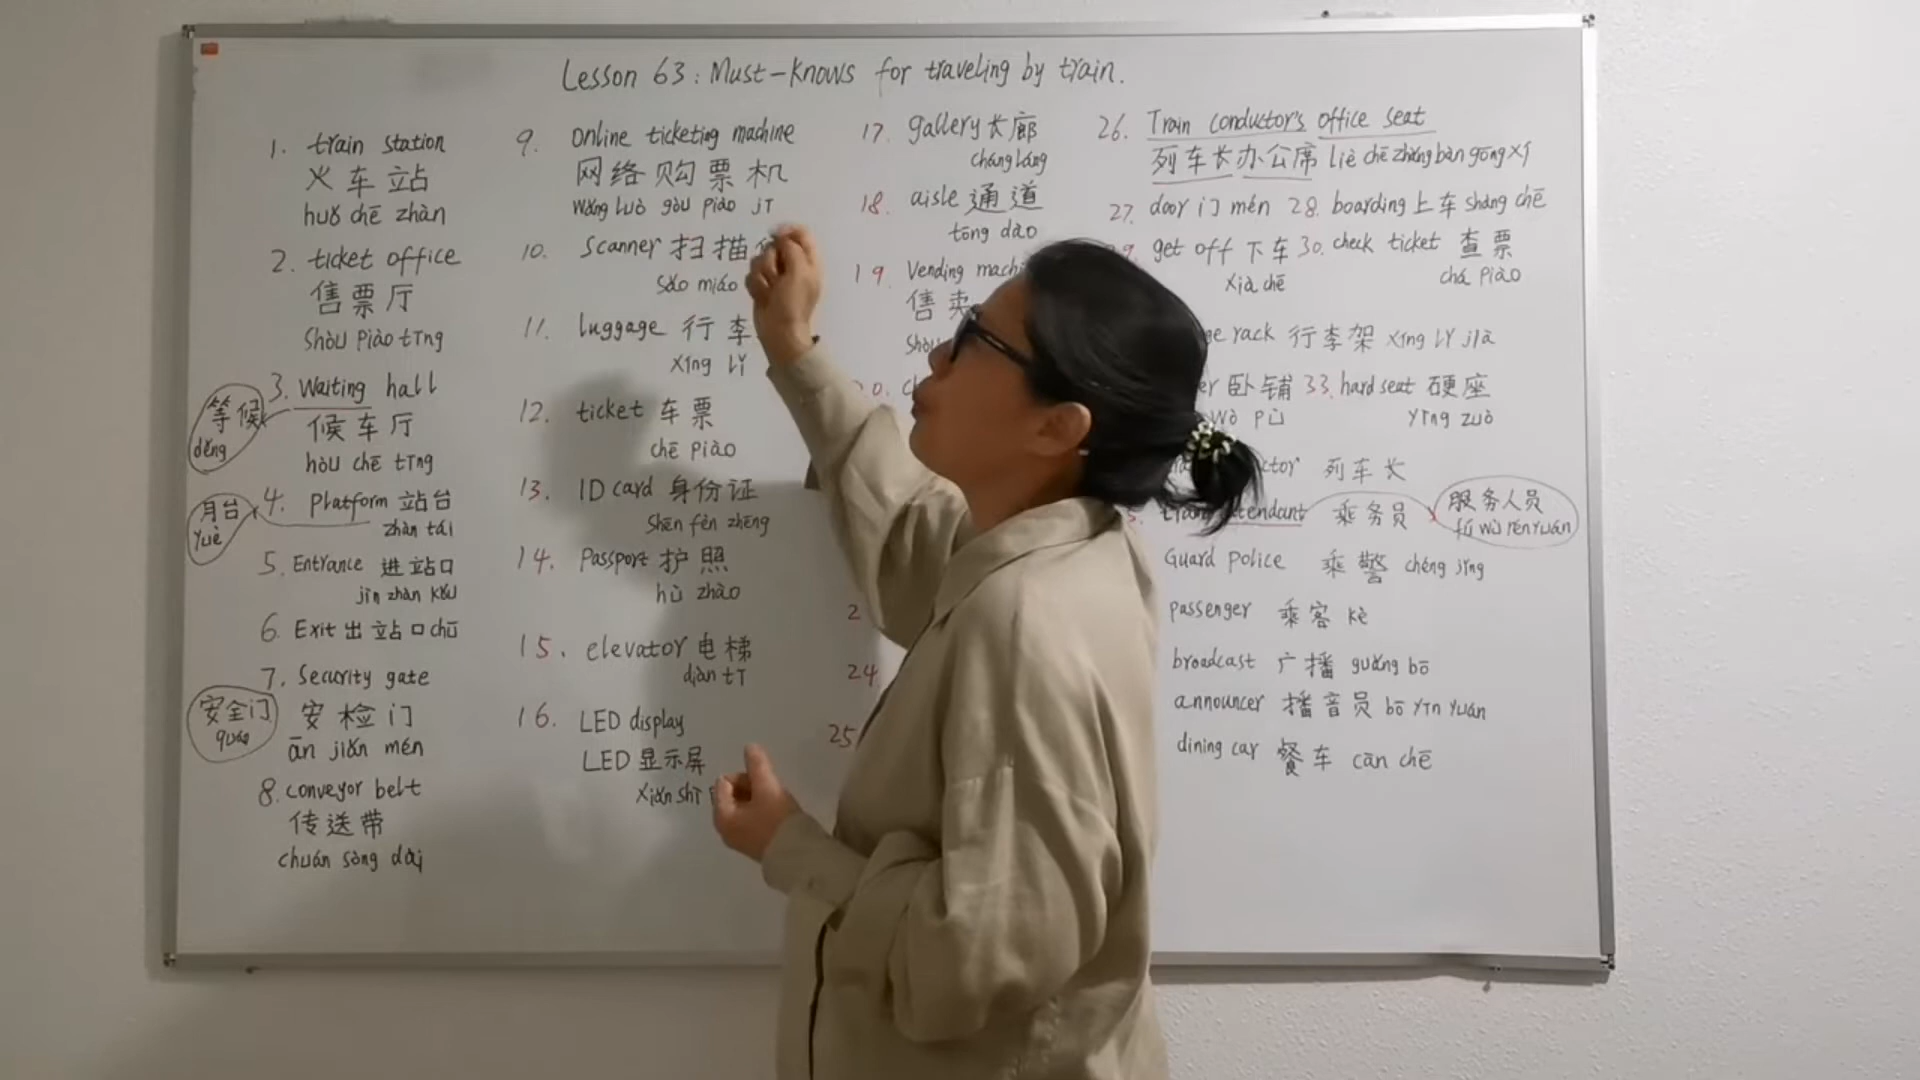 Lesson 63: Must-Knows for traveling by train.
1. train station
火车站
huǒ chē zhàn
2. ticket office
售票厅
shòu piào tīng
3. Waiting hall
等候
děng
候车厅
hòu chē tīng
4. Platform 站台
zhàn tái
月台
yuè
5. Entrance 进站口
jìn zhàn kǒu
6. Exit 出站口 chū
7. Security gate
安检门
ān jiǎn mén
安全门
quán
8. conveyor belt
传送带
chuán sòng dài
9. Online ticketing machine
网络购票机
wǎng luò gòu piào jī
10. Scanner 扫描
sǎo miáo
11. luggage 行李
xíng lǐ
12. ticket 车票
chē piào
13. ID card 身份证
shēn fèn zhèng
14. Passport 护照
hù zhào
15. elevator 电梯
diàn tī
16. LED display
LED 显示屏
xiǎn shì
17. gallery 长廊
cháng láng
18. aisle 通道
tōng dào
19. Vending machi
售卖
shòu
24.
25
26. Train conductor's office seat
列车长办公席 liè chē zhǎng bàn gōng xí
27. door 门 mén 28. boarding 上车 shàng chē
get off 下车 30. check ticket 查票
xià chē chá piào
rack 行李架 xíng lǐ jià
卧铺 33. hard seat 硬座
wò pù yìng zuò
列车长
train attendant 乘务员
服务人员
fú wù rén yuán
Guard Police 乘警 chéng jǐng
passenger 乘客 kè
broadcast 广播 guǎng bō
announcer 播音员 bō yīn yuán
dining car 餐车 cān chē